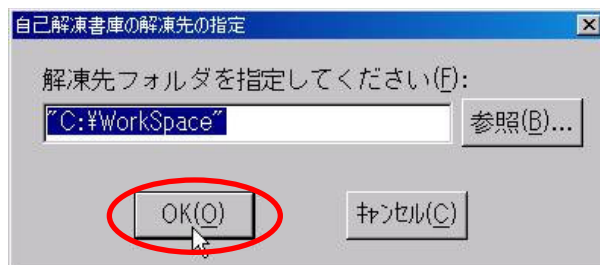 自己解凍書庫の解凍先の指定
解凍先フォルダを指定してください(F):
"C:¥WorkSpace"
参照(B)...
OK(O)
ｷｬﾝｾﾙ(C)